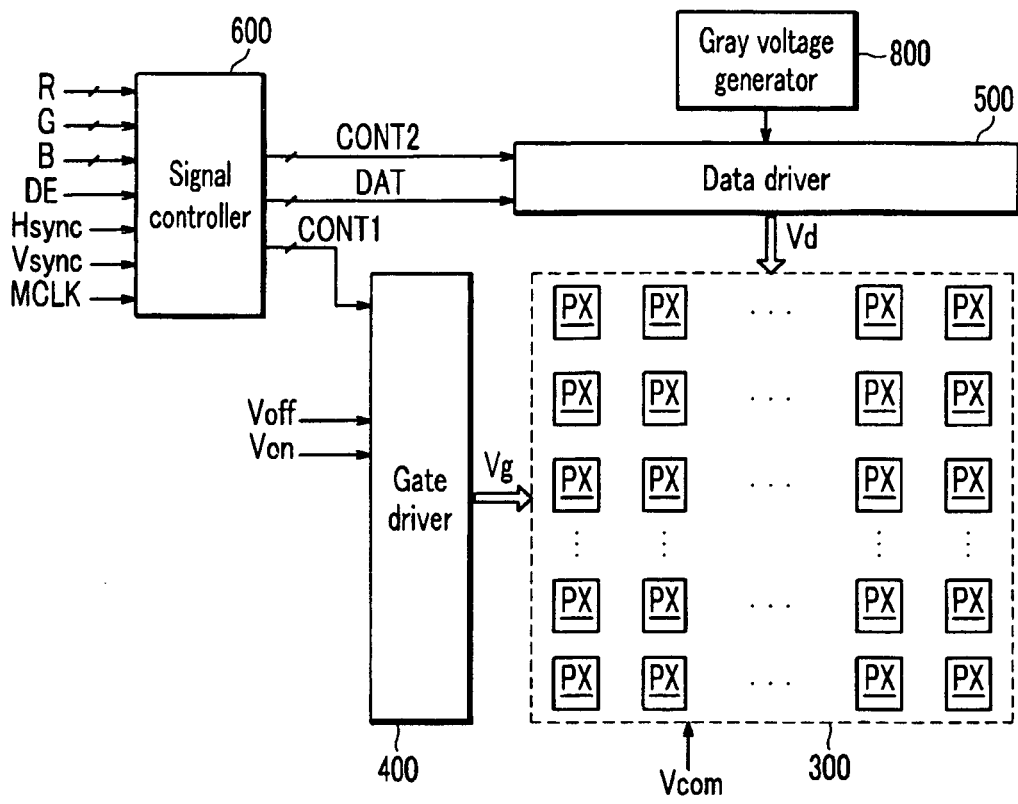 600
R
G
B
DE
Hsync
Vsync
MCLK
Signal
controller
CONT2
DAT
CONT1
Gray voltage
generator
800
500
Data driver
Vd
Voff
Von
Gate
driver
400
Vg
PX PX . . . PX PX
PX PX . . . PX PX
PX PX . . . PX PX
PX PX . . . PX PX
PX PX . . . PX PX
Vcom
300